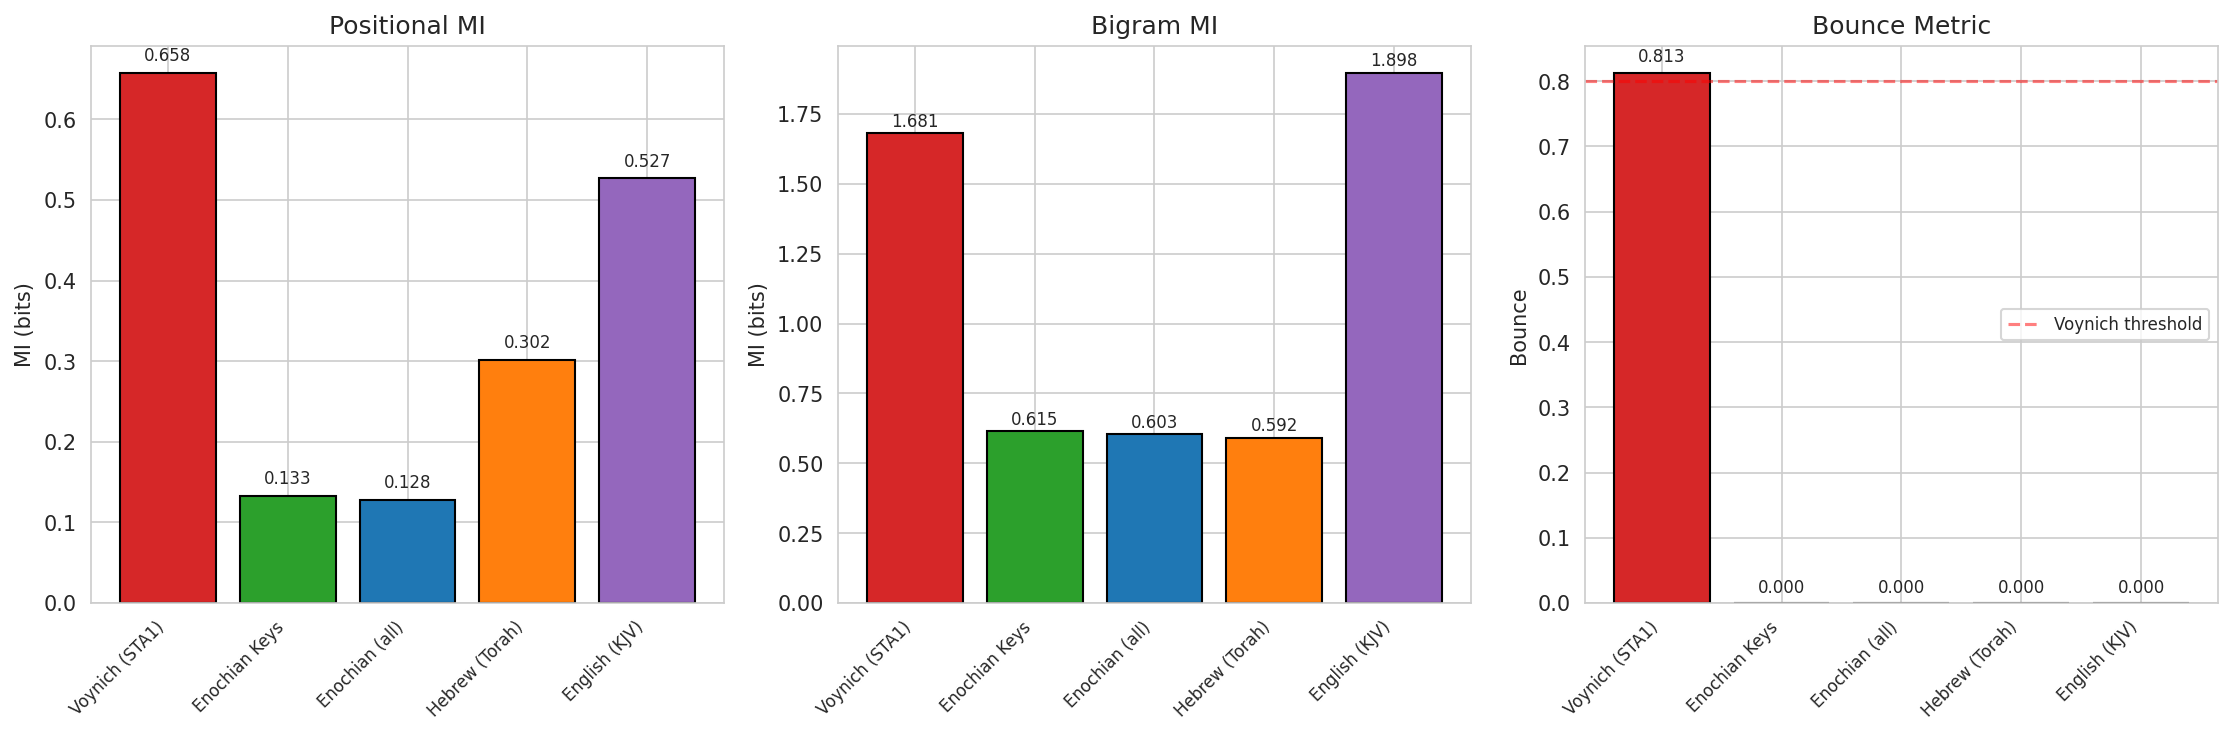 Positional MI
MI (bits)
0.6
0.5
0.4
0.3
0.2
0.1
0.0
0.658
0.133
0.128
0.302
0.527
Voynich (STA1)
Enochian Keys
Enochian (all)
Hebrew (Torah)
English (KJV)
Bigram MI
MI (bits)
1.75
1.50
1.25
1.00
0.75
0.50
0.25
0.00
1.681
0.615
0.603
0.592
1.898
Voynich (STA1)
Enochian Keys
Enochian (all)
Hebrew (Torah)
English (KJV)
Bounce Metric
Bounce
0.8
0.7
0.6
0.5
0.4
0.3
0.2
0.1
0.0
0.813
0.000
0.000
0.000
0.000
Voynich threshold
Voynich (STA1)
Enochian Keys
Enochian (all)
Hebrew (Torah)
English (KJV)